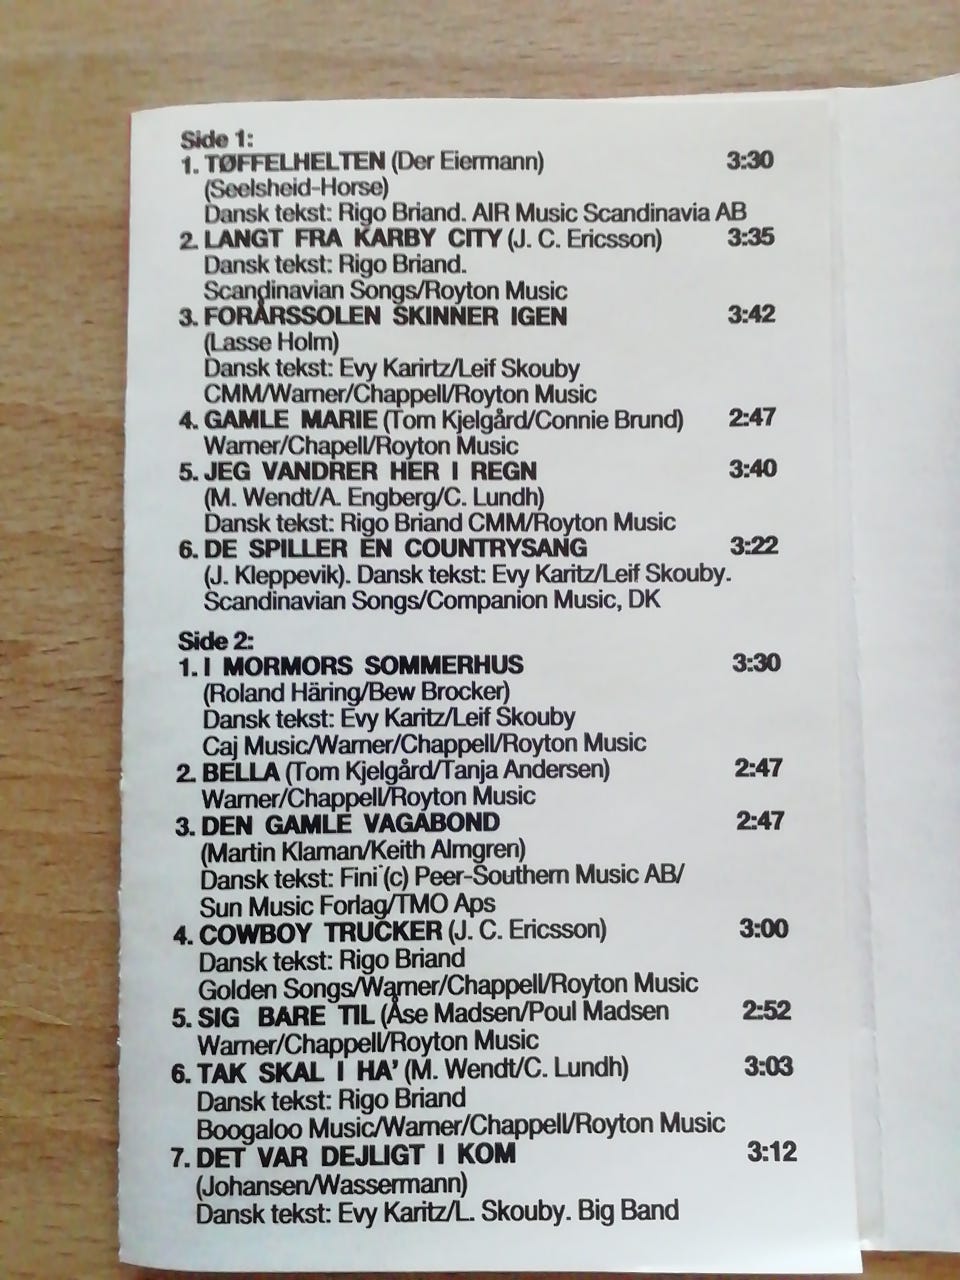 Side 1:
1. TØFFELHELTEN (Der Eiermann) 3:30
(Seelsheid-Horse)
Dansk tekst: Rigo Briand. AIR Music Scandinavia AB
2. LANGT FRA KARBY CITY (J. C. Ericsson) 3:35
Dansk tekst: Rigo Briand.
Scandinavian Songs/Royton Music
3. FORÅRSSOLEN SKINNER IGEN 3:42
(Lasse Holm)
Dansk tekst: Evy Karirtz/Leif Skouby
CMM/Warner/Chappell/Royton Music
4. GAMLE MARIE (Tom Kjelgård/Connie Brund) 2:47
Warner/Chapell/Royton Music
5. JEG VANDRER HER I REGN 3:40
(M. Wendt/A. Engberg/C. Lundh)
Dansk tekst: Rigo Briand CMM/Royton Music
6. DE SPILLER EN COUNTRYSANG 3:22
(J. Kleppevik). Dansk tekst: Evy Karitz/Leif Skouby.
Scandinavian Songs/Companion Music, DK
Side 2:
1. I MORMORS SOMMERHUS 3:30
(Roland Häring/Bew Brocker)
Dansk tekst: Evy Karitz/Leif Skouby
Caj Music/Warner/Chappell/Royton Music
2. BELLA (Tom Kjelgård/Tanja Andersen) 2:47
Warner/Chappell/Royton Music
3. DEN GAMLE VAGABOND 2:47
(Martin Klaman/Keith Almgren)
Dansk tekst: Fini (c) Peer-Southern Music AB/
Sun Music Forlag/TMO Aps
4. COWBOY TRUCKER (J. C. Ericsson) 3:00
Dansk tekst: Rigo Briand
Golden Songs/Warner/Chappell/Royton Music
5. SIG BARE TIL (Åse Madsen/Poul Madsen 2:52
Warner/Chappell/Royton Music
6. TAK SKAL I HA' (M. Wendt/C. Lundh) 3:03
Dansk tekst: Rigo Briand
Boogaloo Music/Warner/Chappell/Royton Music
7. DET VAR DEJLIGT I KOM 3:12
(Johansen/Wassermann)
Dansk tekst: Evy Karitz/L. Skouby. Big Band